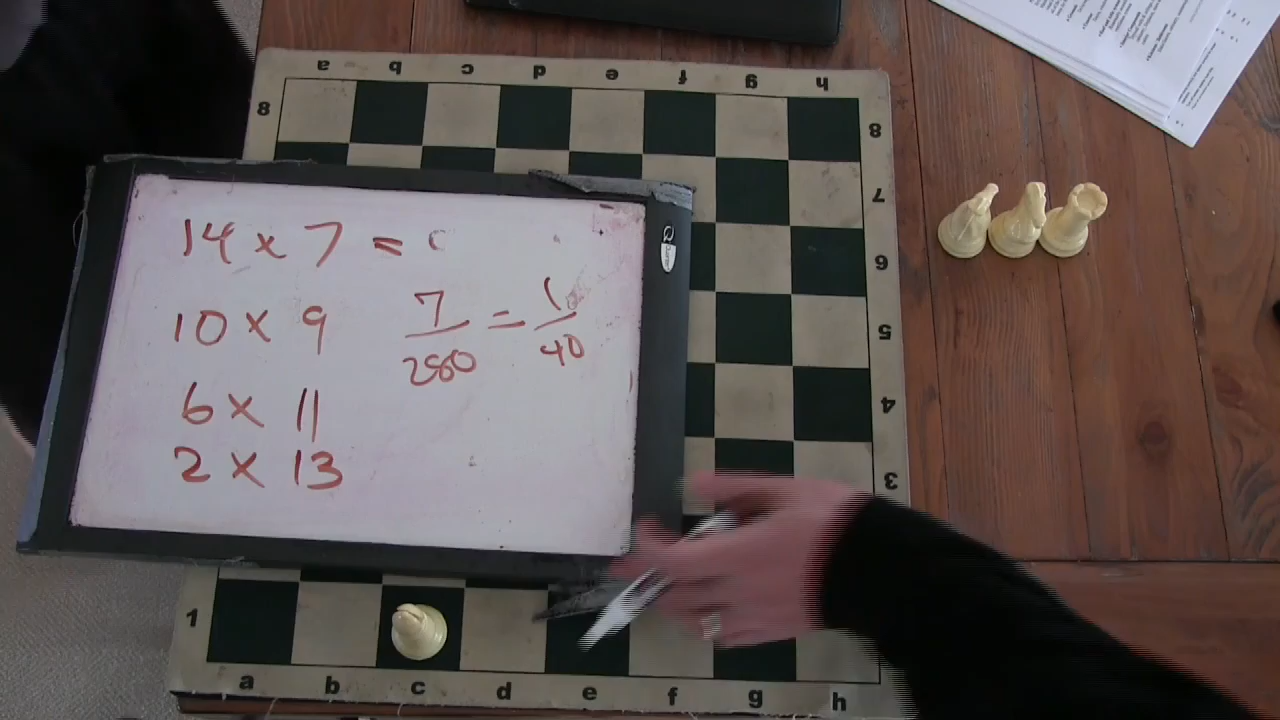 a b c d e f g h
8 8
14 x 7 =
7
6
10 x 9 7/280 = 1/40
5
6 x 11
4
2 x 13
3
1
a b c d e f g h